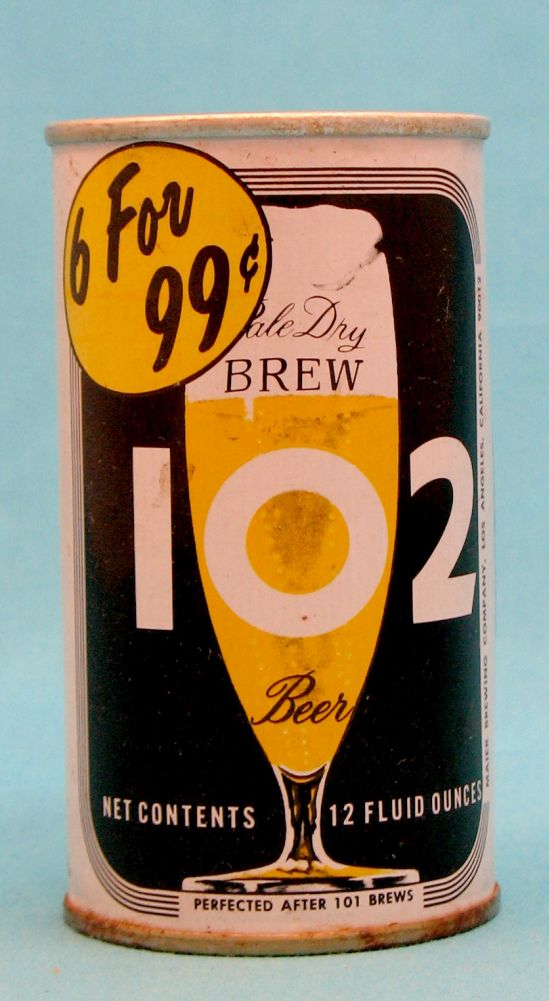 6 For
99¢
Pale Dry
BREW
102
Beer
NET CONTENTS 12 FLUID OUNCES
PERFECTED AFTER 101 BREWS
MAIER BREWING COMPANY, LOS ANGELES, CALIFORNIA 90012